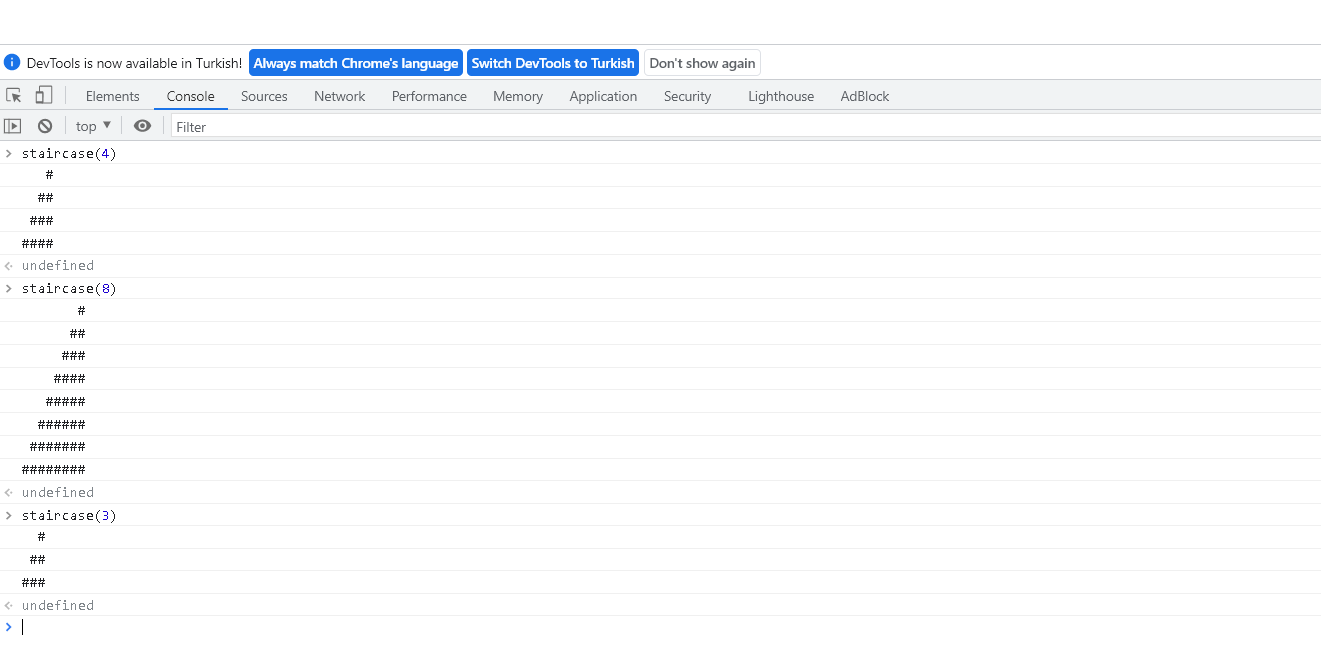 DevTools is now available in Turkish! Always match Chrome's language Switch DevTools to Turkish Don't show again
Elements Console Sources Network Performance Memory Application Security Lighthouse AdBlock
top Filter
staircase(4)
   #
  ##
 ###
####
undefined
staircase(8)
       #
      ##
     ###
    ####
   #####
  ######
 #######
########
undefined
staircase(3)
  #
 ##
###
undefined